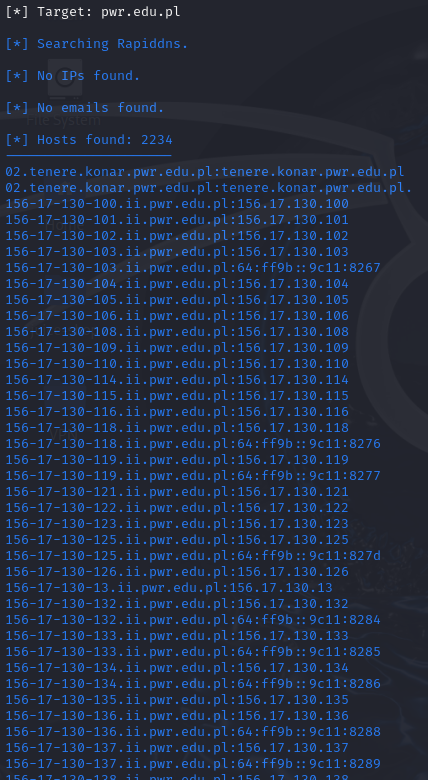 [*] Target: pwr.edu.pl
[*] Searching Rapiddns.
[*] No IPs found.
[*] No emails found.
File System
[*] Hosts found: 2234
---------------------
02.tenere.konar.pwr.edu.pl:tenere.konar.pwr.edu.pl
02.tenere.konar.pwr.edu.pl:tenere.konar.pwr.edu.pl.
156-17-130-100.ii.pwr.edu.pl:156.17.130.100
156-17-130-101.ii.pwr.edu.pl:156.17.130.101
156-17-130-102.ii.pwr.edu.pl:156.17.130.102
156-17-130-103.ii.pwr.edu.pl:156.17.130.103
156-17-130-103.ii.pwr.edu.pl:64:ff9b::9c11:8267
156-17-130-104.ii.pwr.edu.pl:156.17.130.104
156-17-130-105.ii.pwr.edu.pl:156.17.130.105
156-17-130-106.ii.pwr.edu.pl:156.17.130.106
156-17-130-108.ii.pwr.edu.pl:156.17.130.108
156-17-130-109.ii.pwr.edu.pl:156.17.130.109
156-17-130-110.ii.pwr.edu.pl:156.17.130.110
156-17-130-114.ii.pwr.edu.pl:156.17.130.114
156-17-130-115.ii.pwr.edu.pl:156.17.130.115
156-17-130-116.ii.pwr.edu.pl:156.17.130.116
156-17-130-118.ii.pwr.edu.pl:156.17.130.118
156-17-130-118.ii.pwr.edu.pl:64:ff9b::9c11:8276
156-17-130-119.ii.pwr.edu.pl:156.17.130.119
156-17-130-119.ii.pwr.edu.pl:64:ff9b::9c11:8277
156-17-130-121.ii.pwr.edu.pl:156.17.130.121
156-17-130-122.ii.pwr.edu.pl:156.17.130.122
156-17-130-123.ii.pwr.edu.pl:156.17.130.123
156-17-130-125.ii.pwr.edu.pl:156.17.130.125
156-17-130-125.ii.pwr.edu.pl:64:ff9b::9c11:827d
156-17-130-126.ii.pwr.edu.pl:156.17.130.126
156-17-130-13.ii.pwr.edu.pl:156.17.130.13
156-17-130-132.ii.pwr.edu.pl:156.17.130.132
156-17-130-132.ii.pwr.edu.pl:64:ff9b::9c11:8284
156-17-130-133.ii.pwr.edu.pl:156.17.130.133
156-17-130-133.ii.pwr.edu.pl:64:ff9b::9c11:8285
156-17-130-134.ii.pwr.edu.pl:156.17.130.134
156-17-130-134.ii.pwr.edu.pl:64:ff9b::9c11:8286
156-17-130-135.ii.pwr.edu.pl:156.17.130.135
156-17-130-136.ii.pwr.edu.pl:156.17.130.136
156-17-130-136.ii.pwr.edu.pl:64:ff9b::9c11:8288
156-17-130-137.ii.pwr.edu.pl:156.17.130.137
156-17-130-137.ii.pwr.edu.pl:64:ff9b::9c11:8289
156-17-130-138.ii.pwr.edu.pl:156.17.130.138